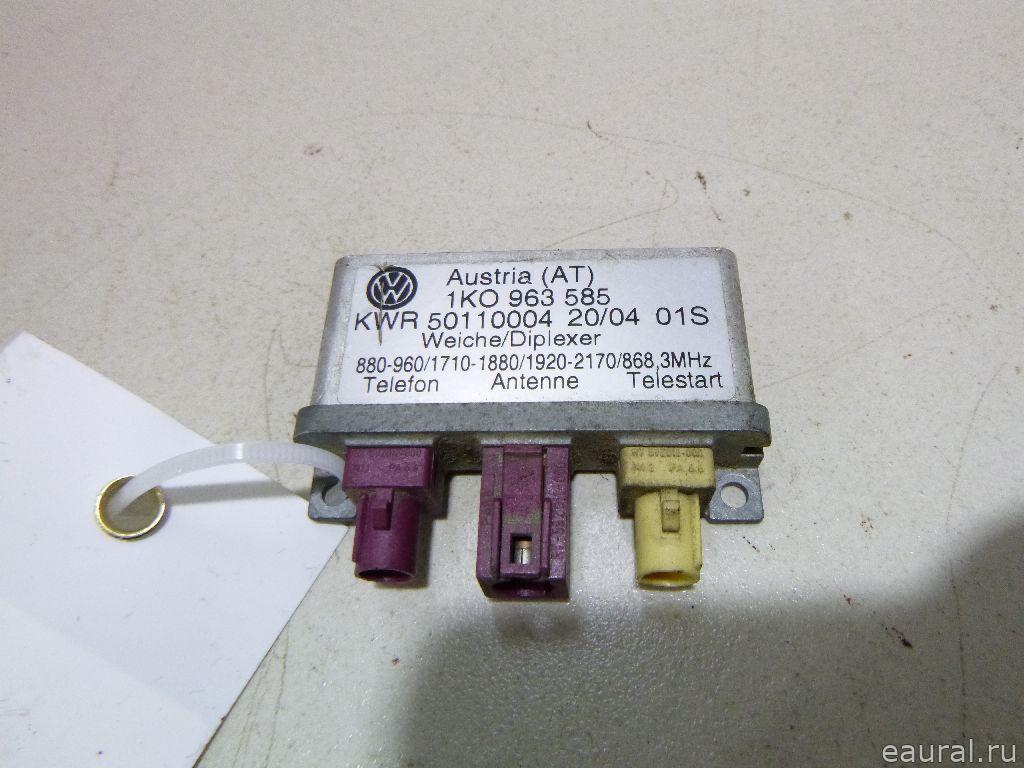 Austria (AT)
1KO 963 585
KWR 50110004 20/04 01S
Weiche/Diplexer
880-960/1710-1880/1920-2170/868,3MHz
Telefon Antenne Telestart
eaural.ru